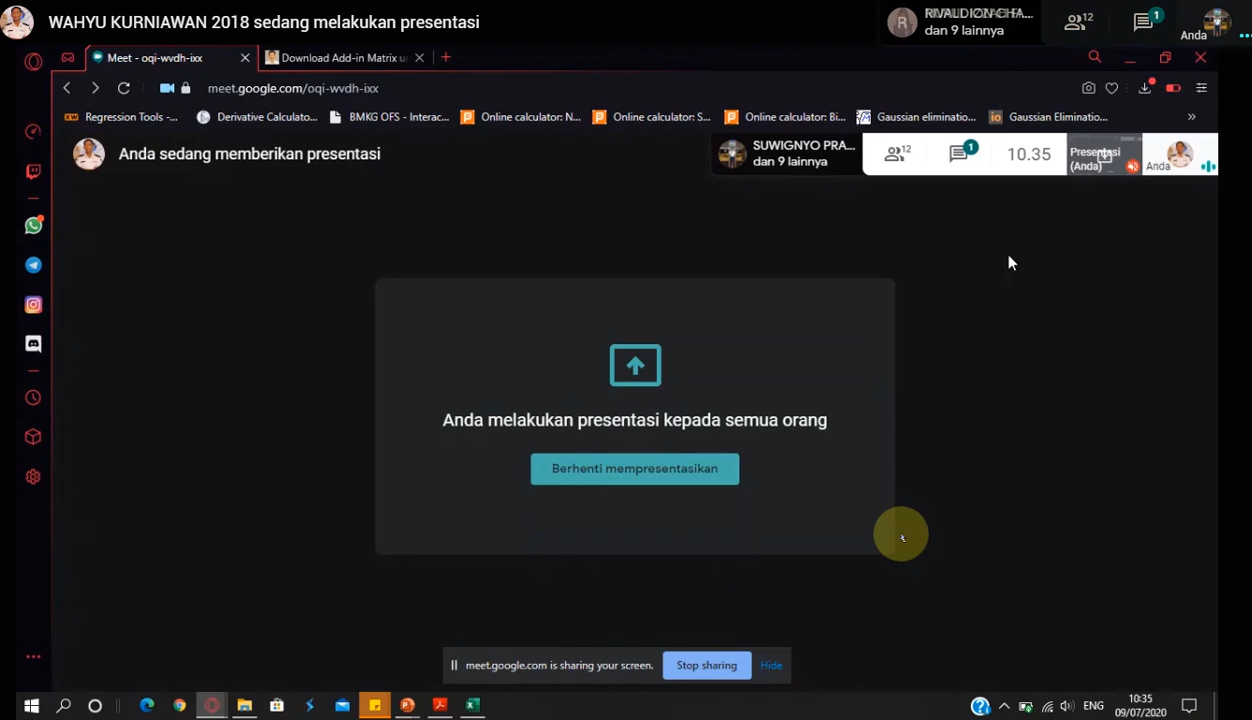 WAHYU KURNIAWAN 2018 sedang melakukan presentasi
dan 9 lainnya
12
1
Anda
Meet - oqi-wvdh-ixx
Download Add-in Matrix u
meet.google.com/oqi-wvdh-ixx
Regression Tools -...
Derivative Calculato...
BMKG OFS - Interac...
Online calculator: N...
Online calculator: S...
Online calculator: Bi...
Gaussian eliminatio...
Gaussian Eliminatio...
Anda sedang memberikan presentasi
SUWIGNYO PRA...
dan 9 lainnya
12
1
10.35
Presentasi
(Anda)
Anda
Anda melakukan presentasi kepada semua orang
Berhenti mempresentasikan
meet.google.com is sharing your screen.
Stop sharing
Hide
ENG
10:35
09/07/2020